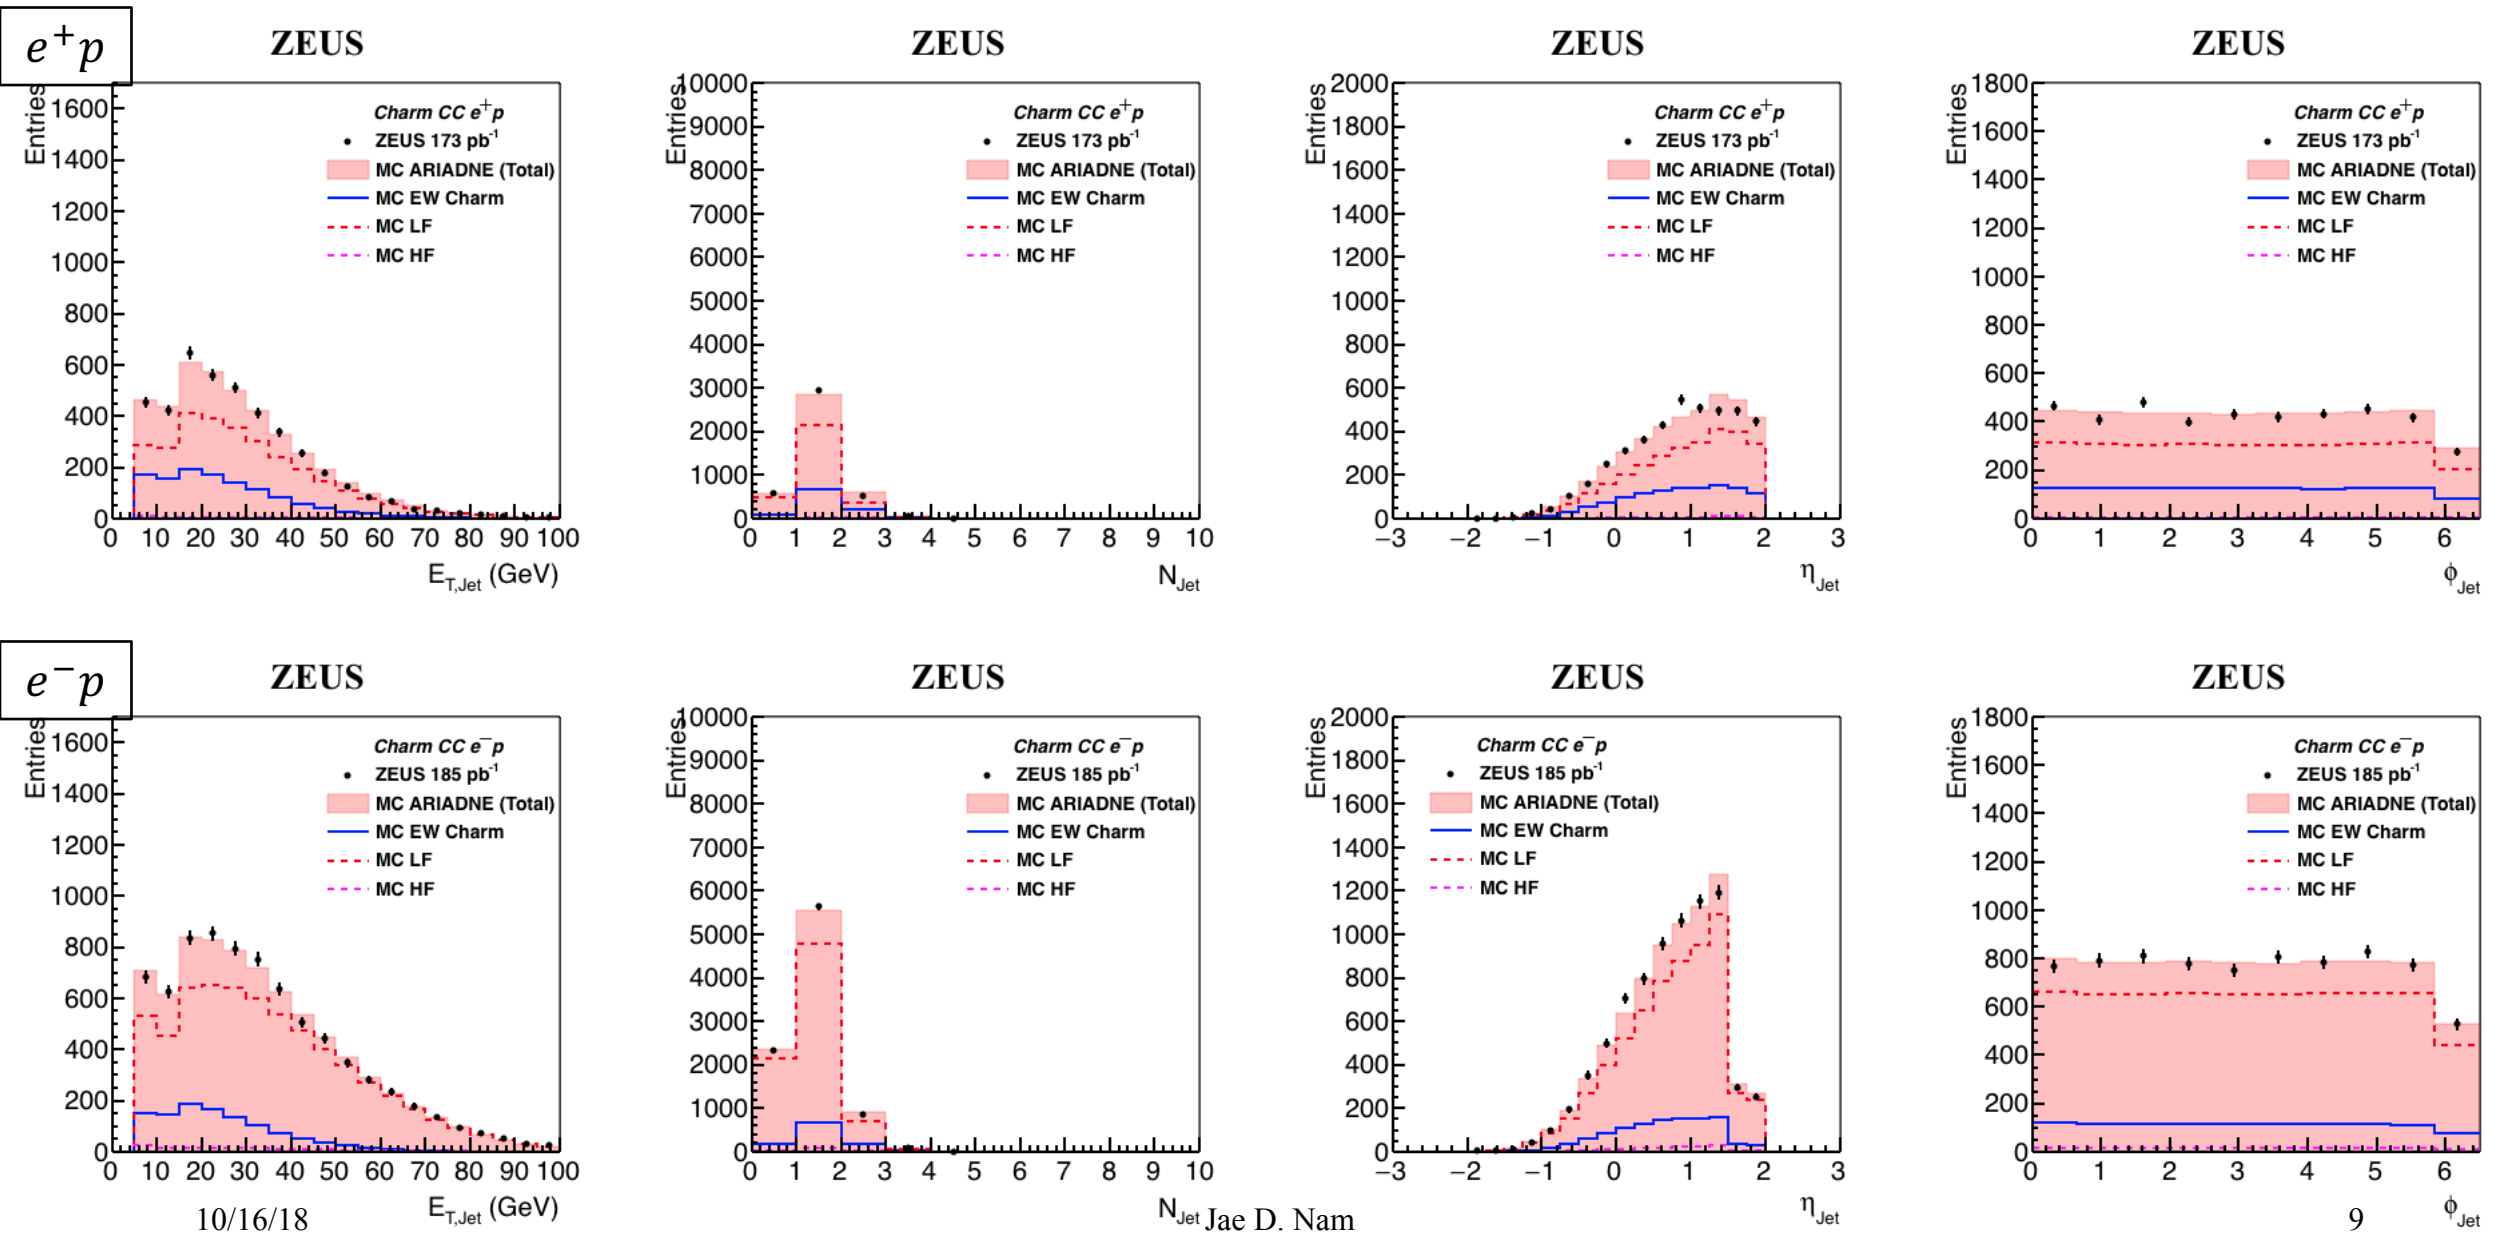 e⁺p
ZEUS
Entries
1600
1400
1200
1000
800
600
400
200
0
Charm CC e⁺p
ZEUS 173 pb⁻¹
MC ARIADNE (Total)
MC EW Charm
MC LF
MC HF
0 10 20 30 40 50 60 70 80 90 100
E_T,Jet (GeV)
ZEUS
Entries
10000
9000
8000
7000
6000
5000
4000
3000
2000
1000
0
Charm CC e⁺p
ZEUS 173 pb⁻¹
MC ARIADNE (Total)
MC EW Charm
MC LF
MC HF
0 1 2 3 4 5 6 7 8 9 10
N_Jet
ZEUS
Entries
2000
1800
1600
1400
1200
1000
800
600
400
200
0
Charm CC e⁺p
ZEUS 173 pb⁻¹
MC ARIADNE (Total)
MC EW Charm
MC LF
MC HF
−3 −2 −1 0 1 2 3
η_Jet
ZEUS
Entries
1800
1600
1400
1200
1000
800
600
400
200
0
Charm CC e⁺p
ZEUS 173 pb⁻¹
MC ARIADNE (Total)
MC EW Charm
MC LF
MC HF
0 1 2 3 4 5 6
ϕ_Jet
e⁻p
ZEUS
Entries
1600
1400
1200
1000
800
600
400
200
0
Charm CC e⁻p
ZEUS 185 pb⁻¹
MC ARIADNE (Total)
MC EW Charm
MC LF
MC HF
0 10 20 30 40 50 60 70 80 90 100
E_T,Jet (GeV)
ZEUS
Entries
10000
9000
8000
7000
6000
5000
4000
3000
2000
1000
0
Charm CC e⁻p
ZEUS 185 pb⁻¹
MC ARIADNE (Total)
MC EW Charm
MC LF
MC HF
0 1 2 3 4 5 6 7 8 9 10
N_Jet
ZEUS
Entries
2000
1800
1600
1400
1200
1000
800
600
400
200
0
Charm CC e⁻p
ZEUS 185 pb⁻¹
MC ARIADNE (Total)
MC EW Charm
MC LF
MC HF
−3 −2 −1 0 1 2 3
η_Jet
ZEUS
Entries
1800
1600
1400
1200
1000
800
600
400
200
0
Charm CC e⁻p
ZEUS 185 pb⁻¹
MC ARIADNE (Total)
MC EW Charm
MC LF
MC HF
0 1 2 3 4 5 6
ϕ_Jet
10/16/18
Jae D. Nam
9